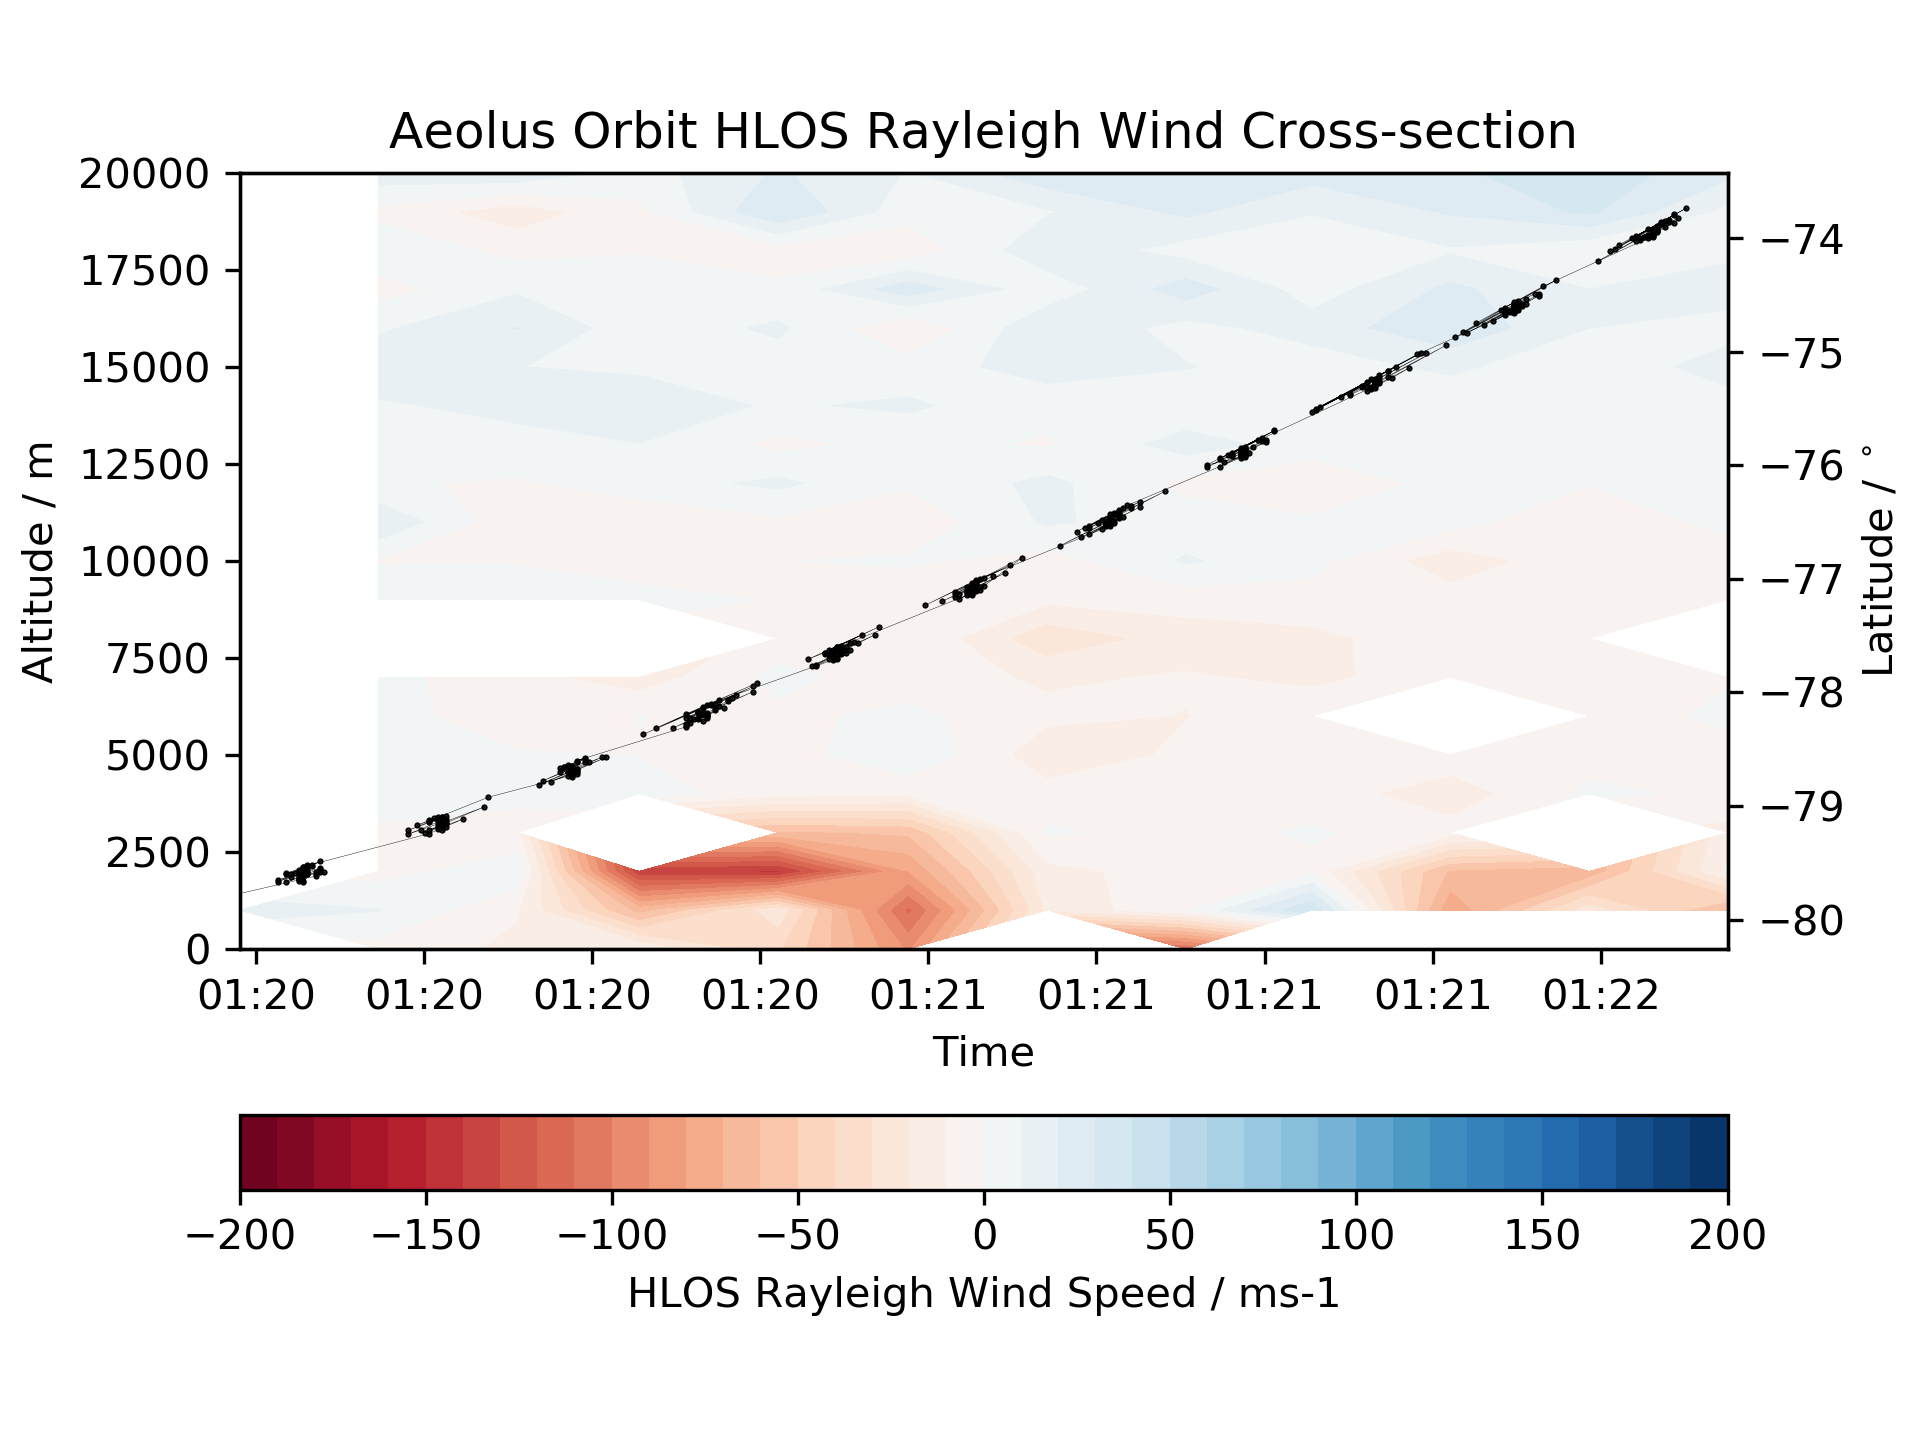 Aeolus Orbit HLOS Rayleigh Wind Cross-section
20000
17500
15000
12500
10000
7500
5000
2500
0
Altitude / m
−74
−75
−76
−77
−78
−79
−80
Latitude / °
01:20 01:20 01:20 01:20 01:21 01:21 01:21 01:21 01:22
Time
−200 −150 −100 −50 0 50 100 150 200
HLOS Rayleigh Wind Speed / ms-1